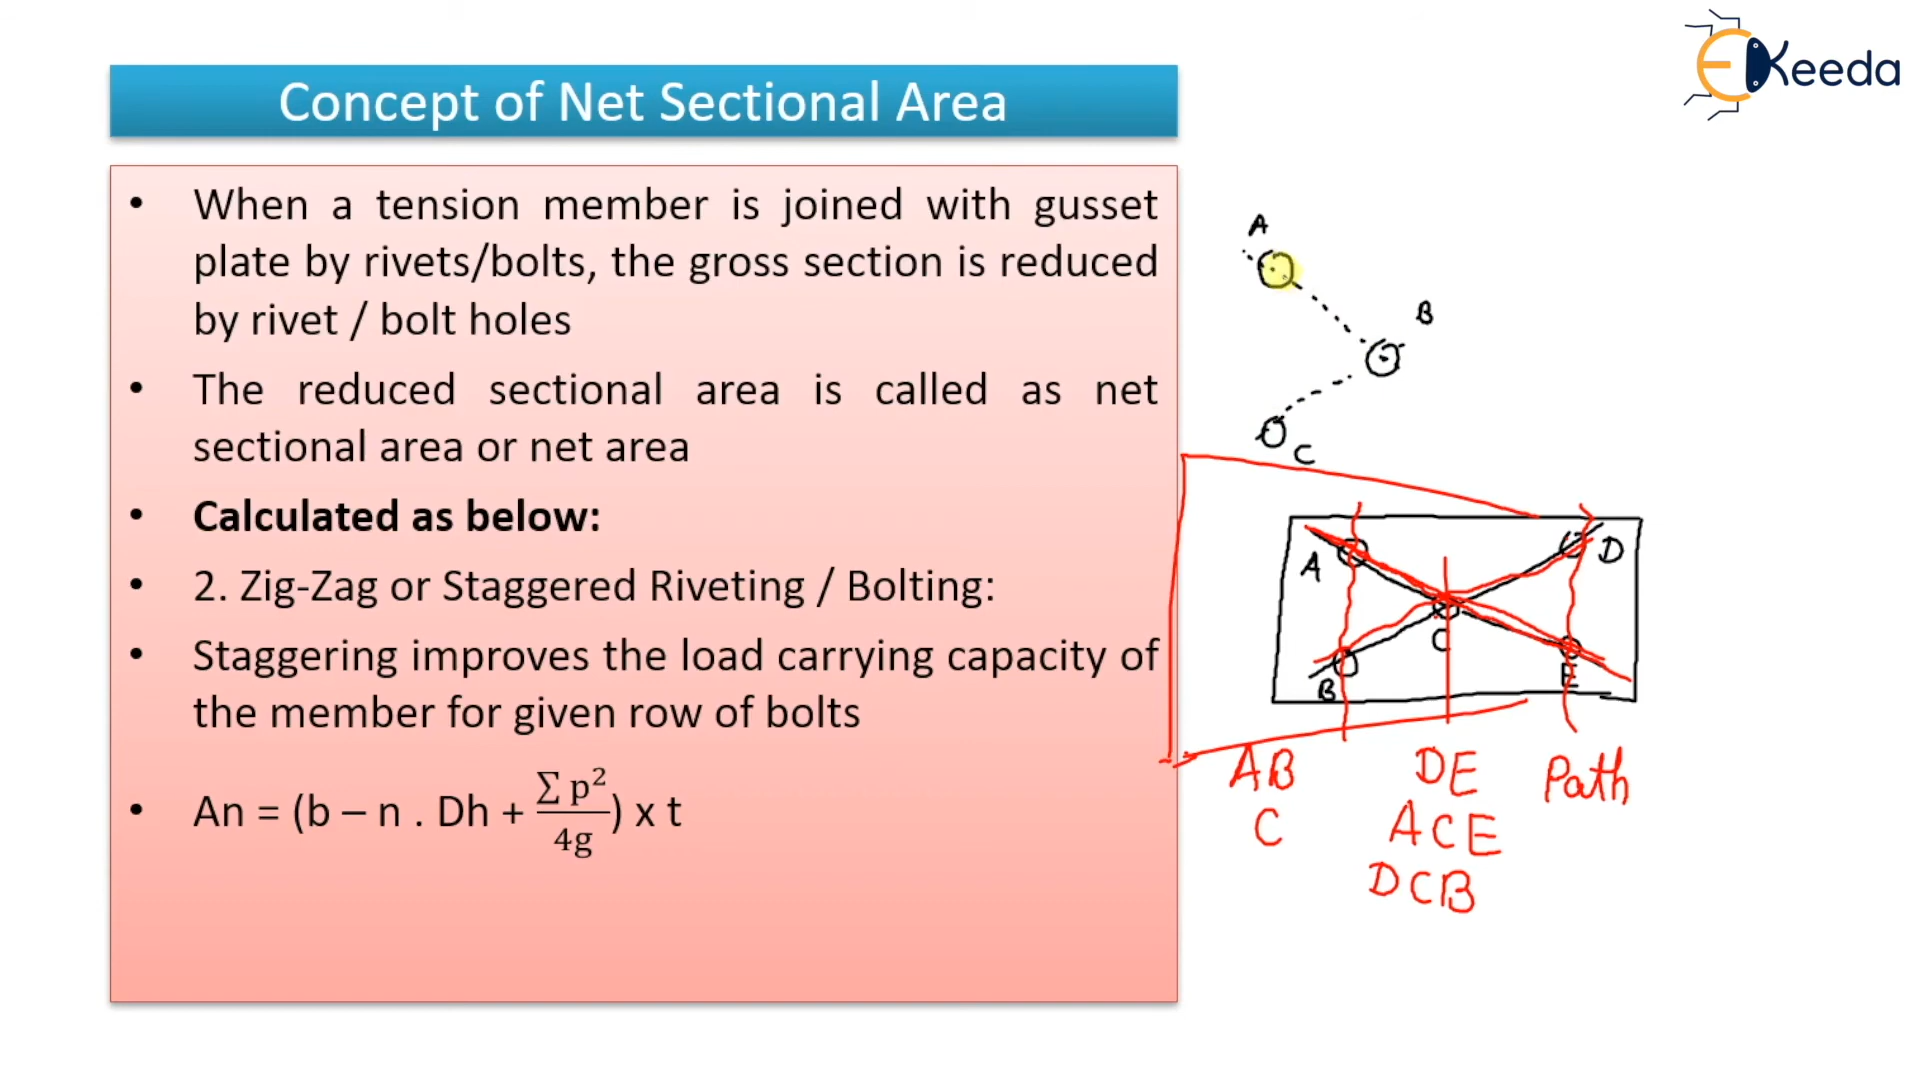 EKeeda
Concept of Net Sectional Area
• When a tension member is joined with gusset
plate by rivets/bolts, the gross section is reduced
by rivet / bolt holes
• The reduced sectional area is called as net
sectional area or net area
• Calculated as below:
• 2. Zig-Zag or Staggered Riveting / Bolting:
• Staggering improves the load carrying capacity of
the member for given row of bolts
• An = (b – n . Dh + ∑ p² / 4g) x t
A
B
C
A
D
C
B
E
AB DE Path
C ACE
DCB